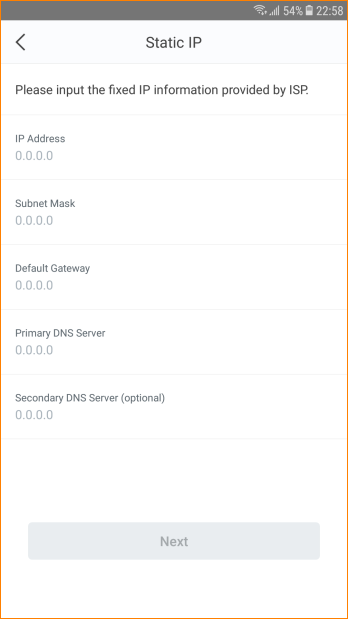 54% 22:58
Static IP
Please input the fixed IP information provided by ISP.
IP Address
0.0.0.0
Subnet Mask
0.0.0.0
Default Gateway
0.0.0.0
Primary DNS Server
0.0.0.0
Secondary DNS Server (optional)
0.0.0.0
Next